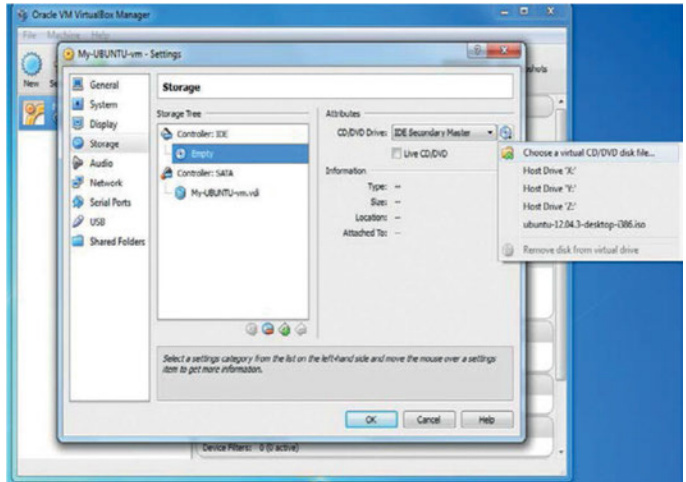 Oracle VM VirtualBox Manager
File Machine Help
My-UBUNTU-vm - Settings
New
General
System
Display
Storage
Audio
Network
Serial Ports
USB
Shared Folders
Storage
Storage Tree
Controller: IDE
Empty
Controller: SATA
My-UBUNTU-vm.vdi
Attributes
CD/DVD Drive: IDE Secondary Master
Live CD/DVD
Information
Type: --
Size: --
Location: --
Attached To: --
Choose a virtual CD/DVD disk file...
Host Drive 'X:'
Host Drive 'Y:'
Host Drive 'Z:'
ubuntu-12.04.3-desktop-i386.iso
Remove disk from virtual drive
Select a settings category from the list on the left-hand side and move the mouse over a settings
item to get more information.
OK Cancel Help
Device Filters: 0 (0 active)